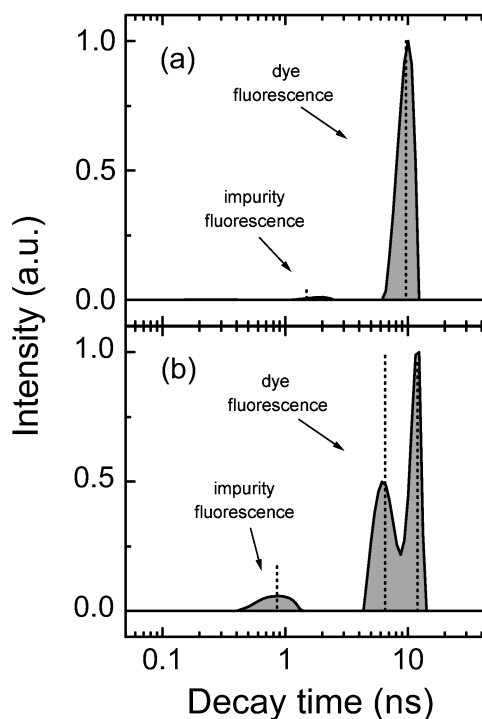 1.0
(a)
dye
fluorescence
0.5
impurity
fluorescence
0.0
1.0
(b)
dye
fluorescence
0.5
impurity
fluorescence
0.0
0.1 1 10
Decay time (ns)
Intensity (a.u.)